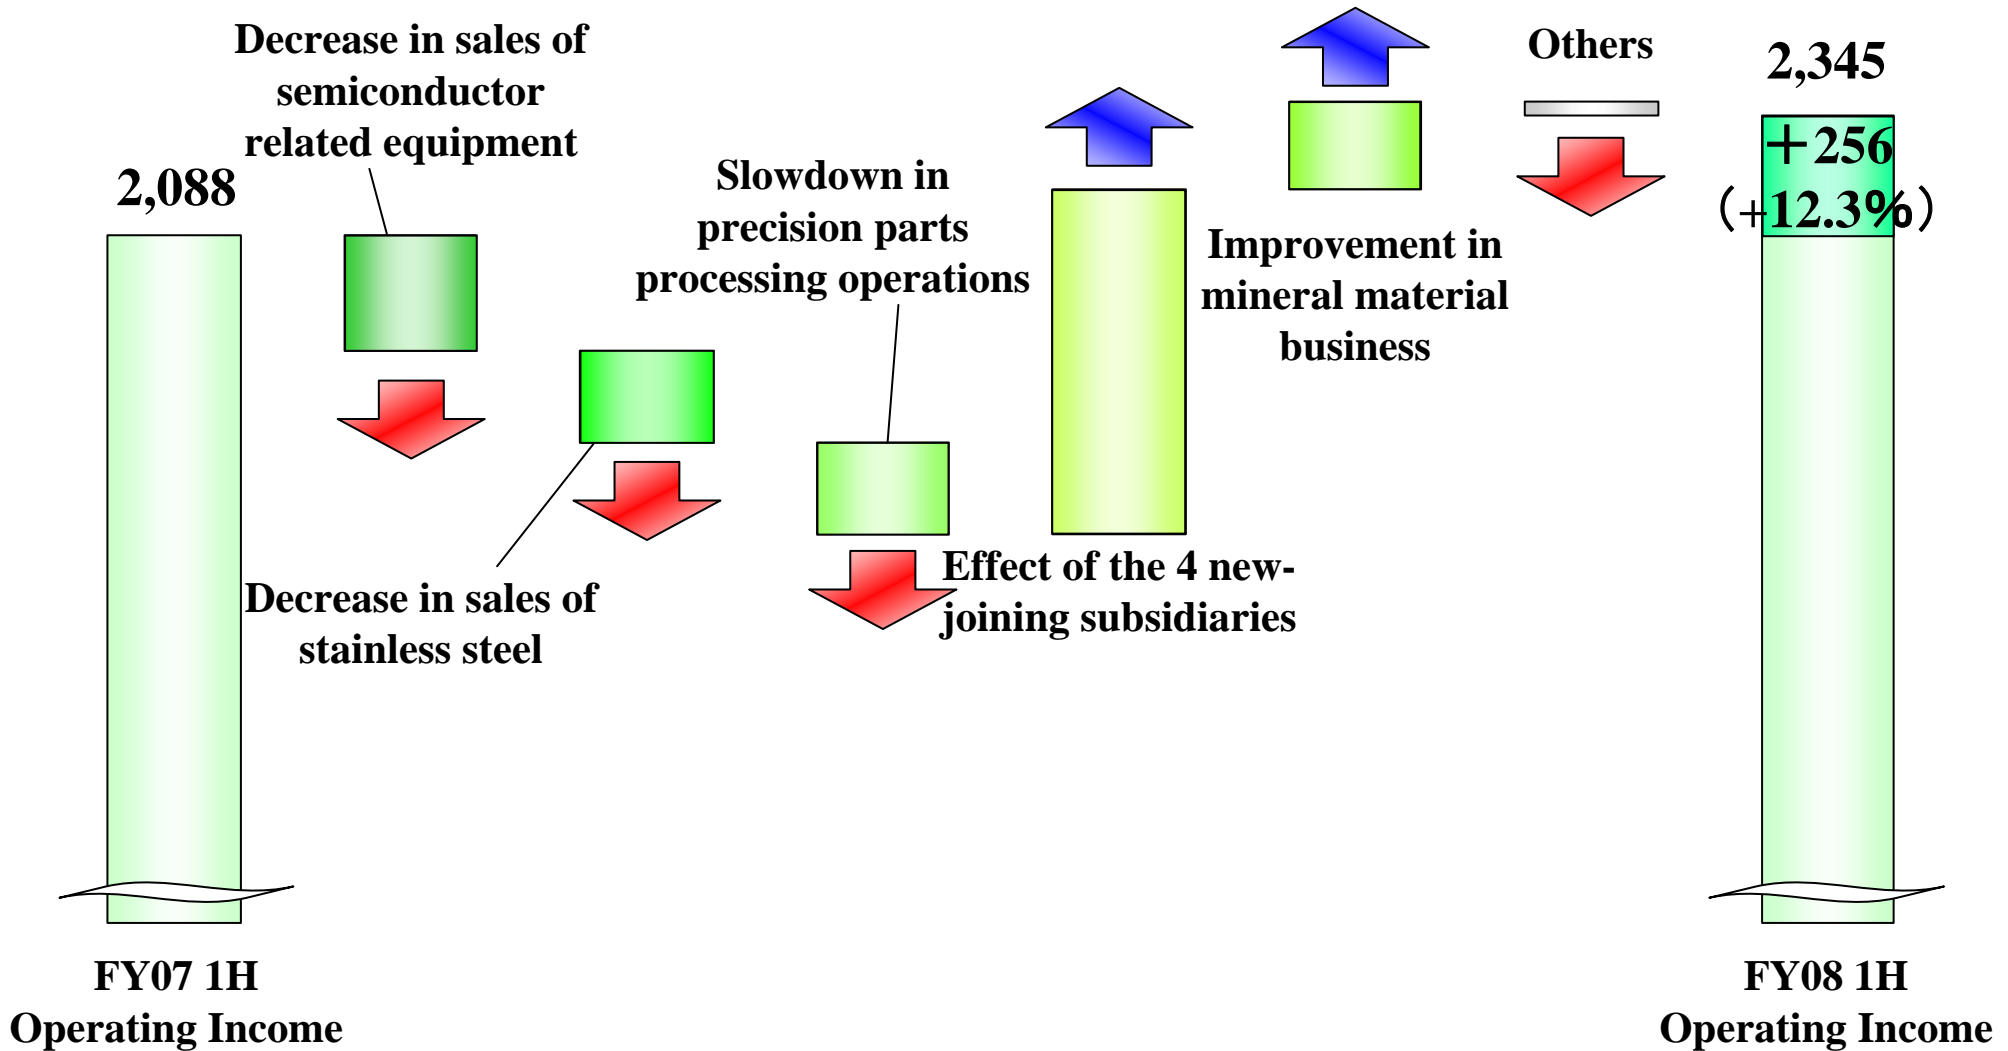 Decrease in sales of
semiconductor
related equipment
2,088
Slowdown in
precision parts
processing operations
Decrease in sales of
stainless steel
Effect of the 4 new-
joining subsidiaries
Improvement in
mineral material
business
Others
2,345
＋256
（+12.3%）
FY07 1H
Operating Income
FY08 1H
Operating Income